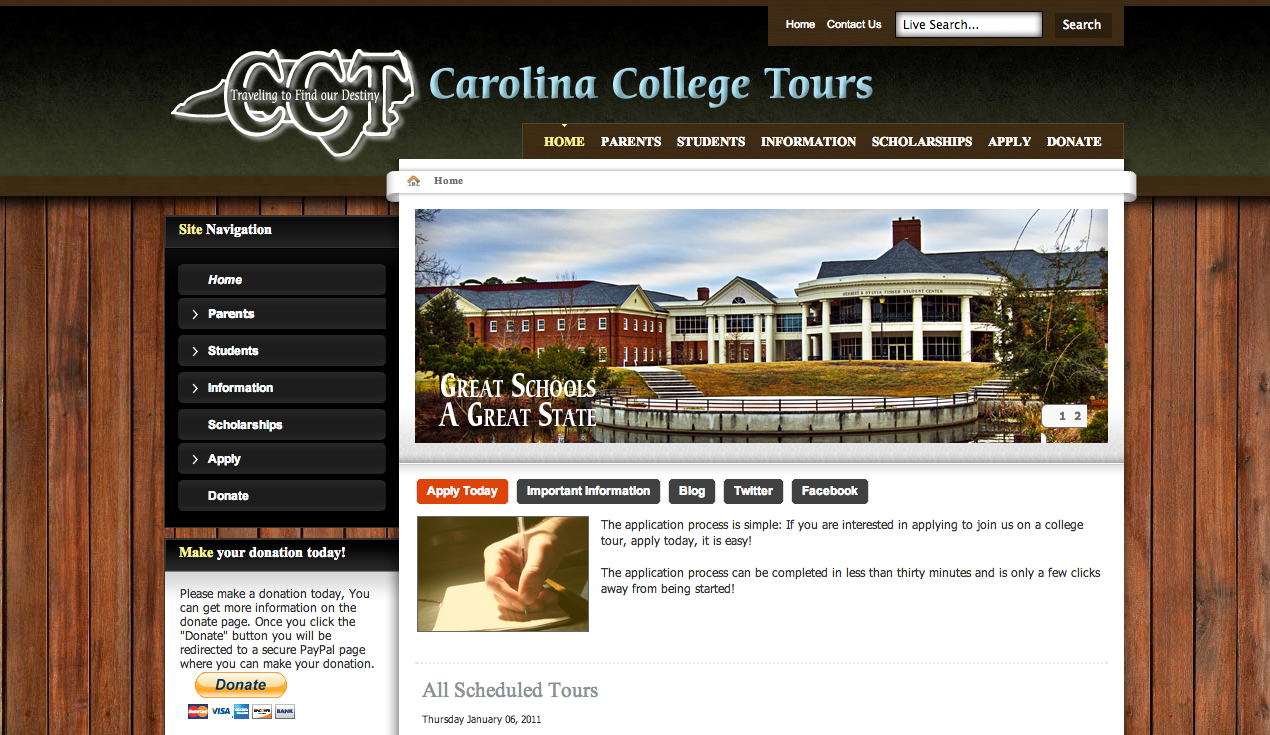 Home Contact Us Live Search... Search
CCT
Traveling to Find our Destiny
Carolina College Tours
HOME PARENTS STUDENTS INFORMATION SCHOLARSHIPS APPLY DONATE
Home
Site Navigation
Home
Parents
Students
Information
Scholarships
Apply
Donate
GREAT SCHOOLS
A GREAT STATE
1 2
Make your donation today!
Please make a donation today, You
can get more information on the
donate page. Once you click the
"Donate" button you will be
redirected to a secure PayPal page
where you can make your donation.
Donate
VISA
BANK
Apply Today Important Information Blog Twitter Facebook
The application process is simple: If you are interested in applying to join us on a college
tour, apply today, it is easy!
The application process can be completed in less than thirty minutes and is only a few clicks
away from being started!
All Scheduled Tours
Thursday January 06, 2011